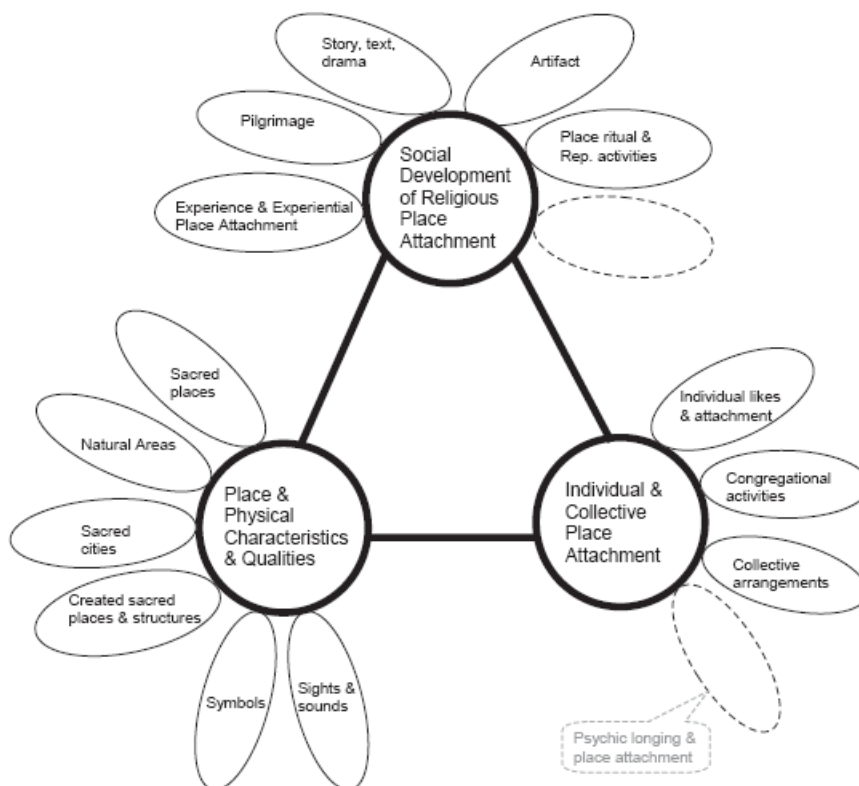 Story, text,
drama
Artifact
Pilgrimage
Place ritual &
Rep. activities
Experience & Experiential
Place Attachment
Social
Development
of Religious
Place
Attachment
Sacred
places
Natural Areas
Sacred
cities
Created sacred
places & structures
Symbols
Sights &
sounds
Place &
Physical
Characteristics
& Qualities
Individual &
Collective
Place
Attachment
Individual likes
& attachment
Congregational
activities
Collective
arrangements
Psychic longing &
place attachment